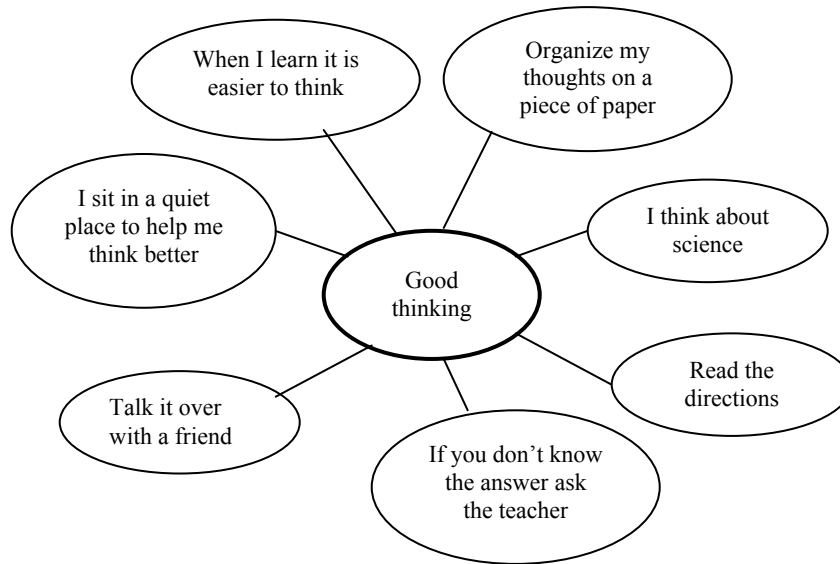 When I learn it is
easier to think
Organize my
thoughts on a
piece of paper
I sit in a quiet
place to help me
think better
I think about
science
Good
thinking
Read the
directions
Talk it over
with a friend
If you don’t know
the answer ask
the teacher